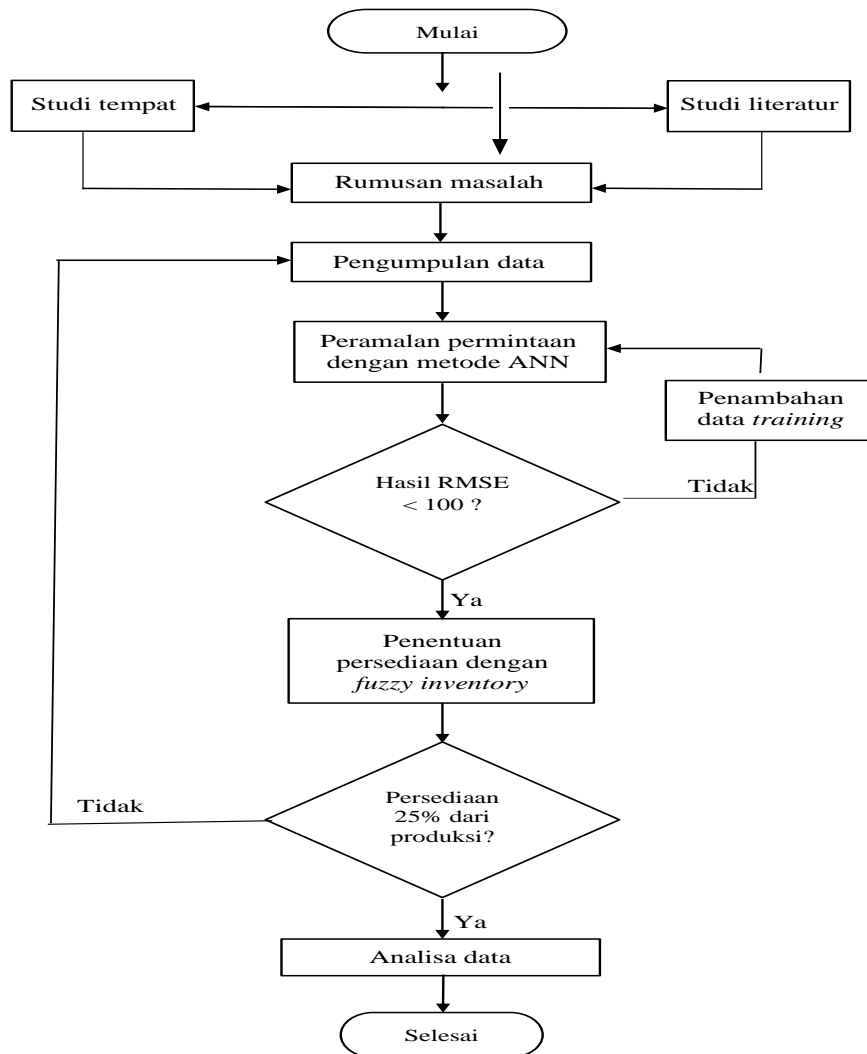 Mulai
Studi tempat
Studi literatur
Rumusan masalah
Pengumpulan data
Peramalan permintaan
dengan metode ANN
Penambahan
data training
Hasil RMSE
< 100 ?
Tidak
Ya
Penentuan
persediaan dengan
fuzzy inventory
Persediaan
25% dari
produksi?
Tidak
Ya
Analisa data
Selesai